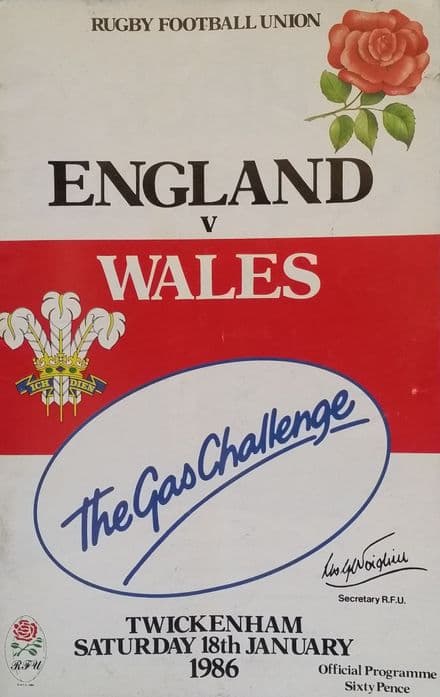 RUGBY FOOTBALL UNION
ENGLAND
v
WALES
ICH DIEN
The Gas Challenge
Secretary R.F.U.
TWICKENHAM
SATURDAY 18th JANUARY
1986
R.F.U
Official Programme
Sixty Pence